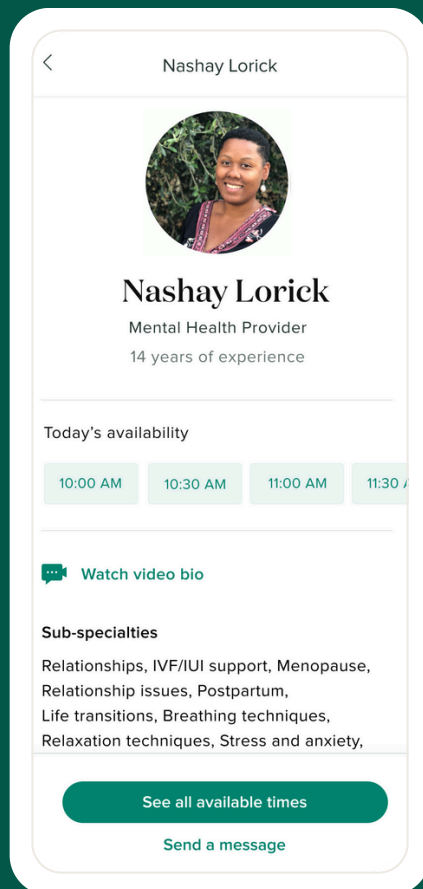 Nashay Lorick
Nashay Lorick
Mental Health Provider
14 years of experience
Today’s availability
10:00 AM 10:30 AM 11:00 AM 11:30
Watch video bio
Sub-specialties
Relationships, IVF/IUI support, Menopause,
Relationship issues, Postpartum,
Life transitions, Breathing techniques,
Relaxation techniques, Stress and anxiety,
See all available times
Send a message